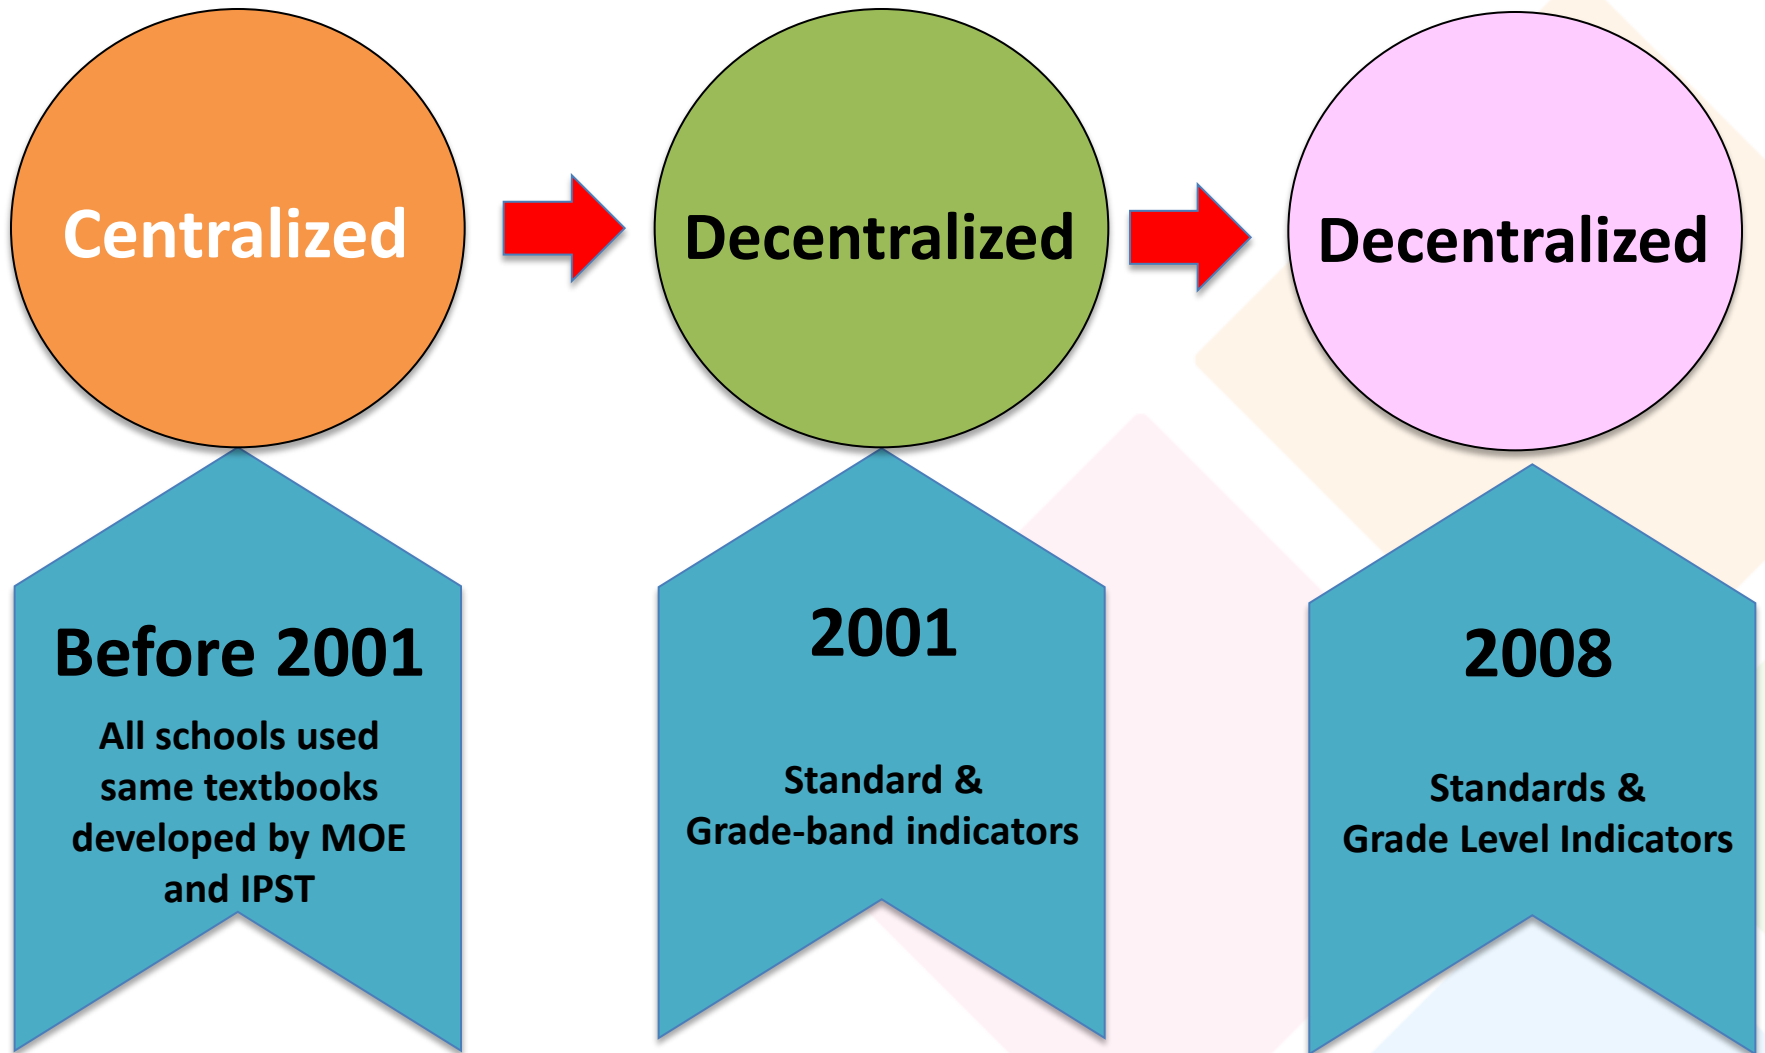 Centralized
Decentralized
Decentralized
Before 2001
All schools used
same textbooks
developed by MOE
and IPST
2001
Standard &
Grade-band indicators
2008
Standards &
Grade Level Indicators